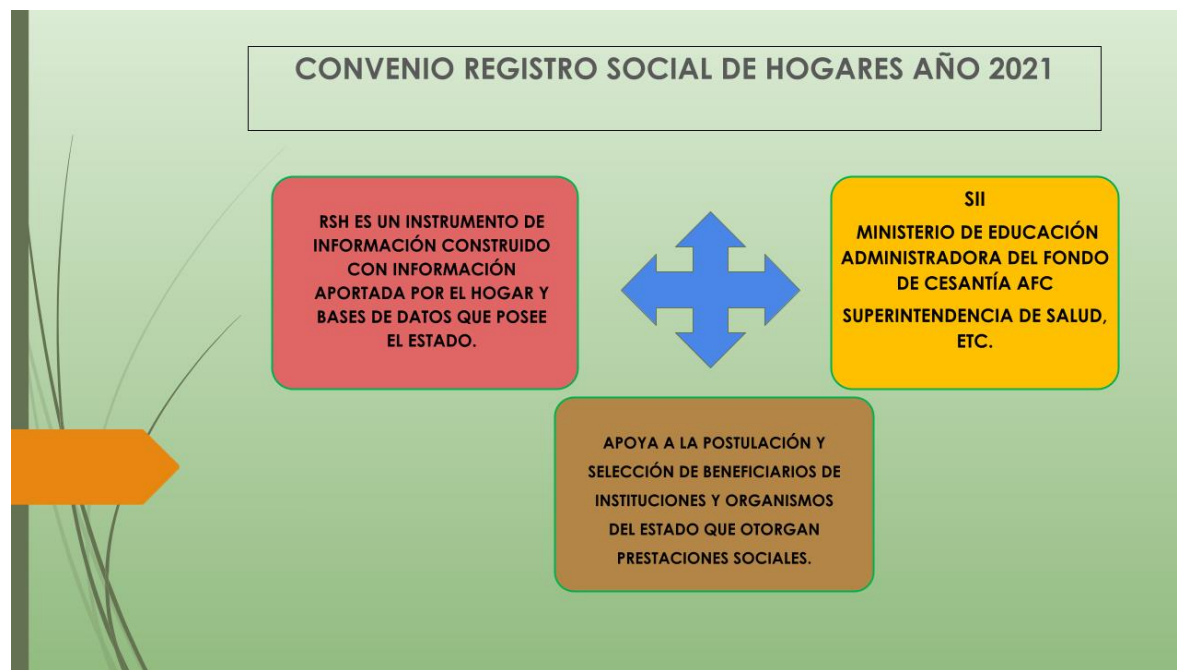 CONVENIO REGISTRO SOCIAL DE HOGARES AÑO 2021
RSH ES UN INSTRUMENTO DE
INFORMACIÓN CONSTRUIDO
CON INFORMACIÓN
APORTADA POR EL HOGAR Y
BASES DE DATOS QUE POSEE
EL ESTADO.
SII
MINISTERIO DE EDUCACIÓN
ADMINISTRADORA DEL FONDO
DE CESANTÍA AFC
SUPERINTENDENCIA DE SALUD,
ETC.
APOYA A LA POSTULACIÓN Y
SELECCIÓN DE BENEFICIARIOS DE
INSTITUCIONES Y ORGANISMOS
DEL ESTADO QUE OTORGAN
PRESTACIONES SOCIALES.